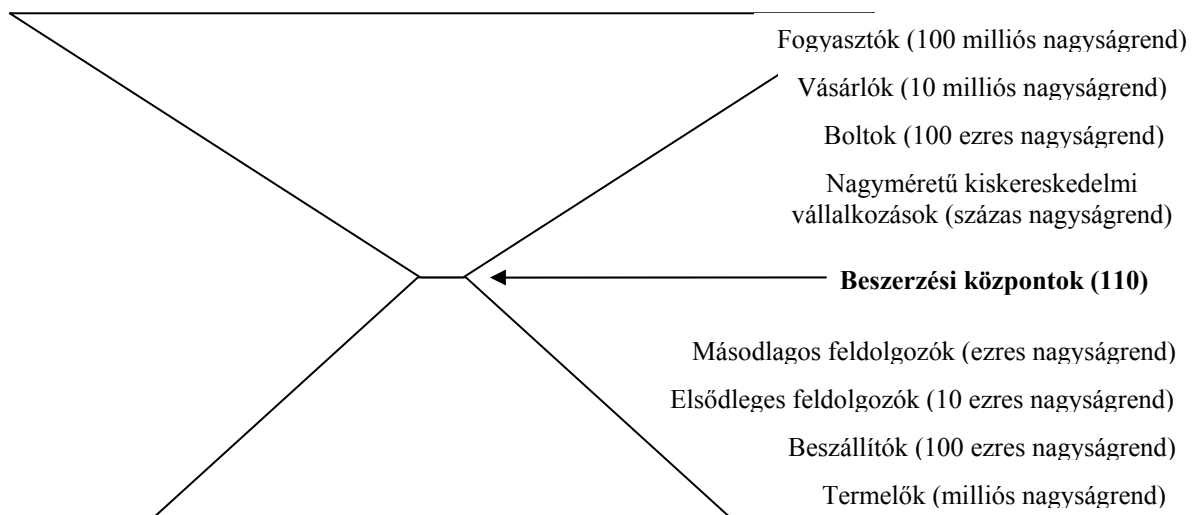 Fogyasztók (100 milliós nagyságrend)
Vásárlók (10 milliós nagyságrend)
Boltok (100 ezres nagyságrend)
Nagyméretű kiskereskedelmi
vállalkozások (százas nagyságrend)
Beszerzési központok (110)
Másodlagos feldolgozók (ezres nagyságrend)
Elsődleges feldolgozók (10 ezres nagyságrend)
Beszállítók (100 ezres nagyságrend)
Termelők (milliós nagyságrend)